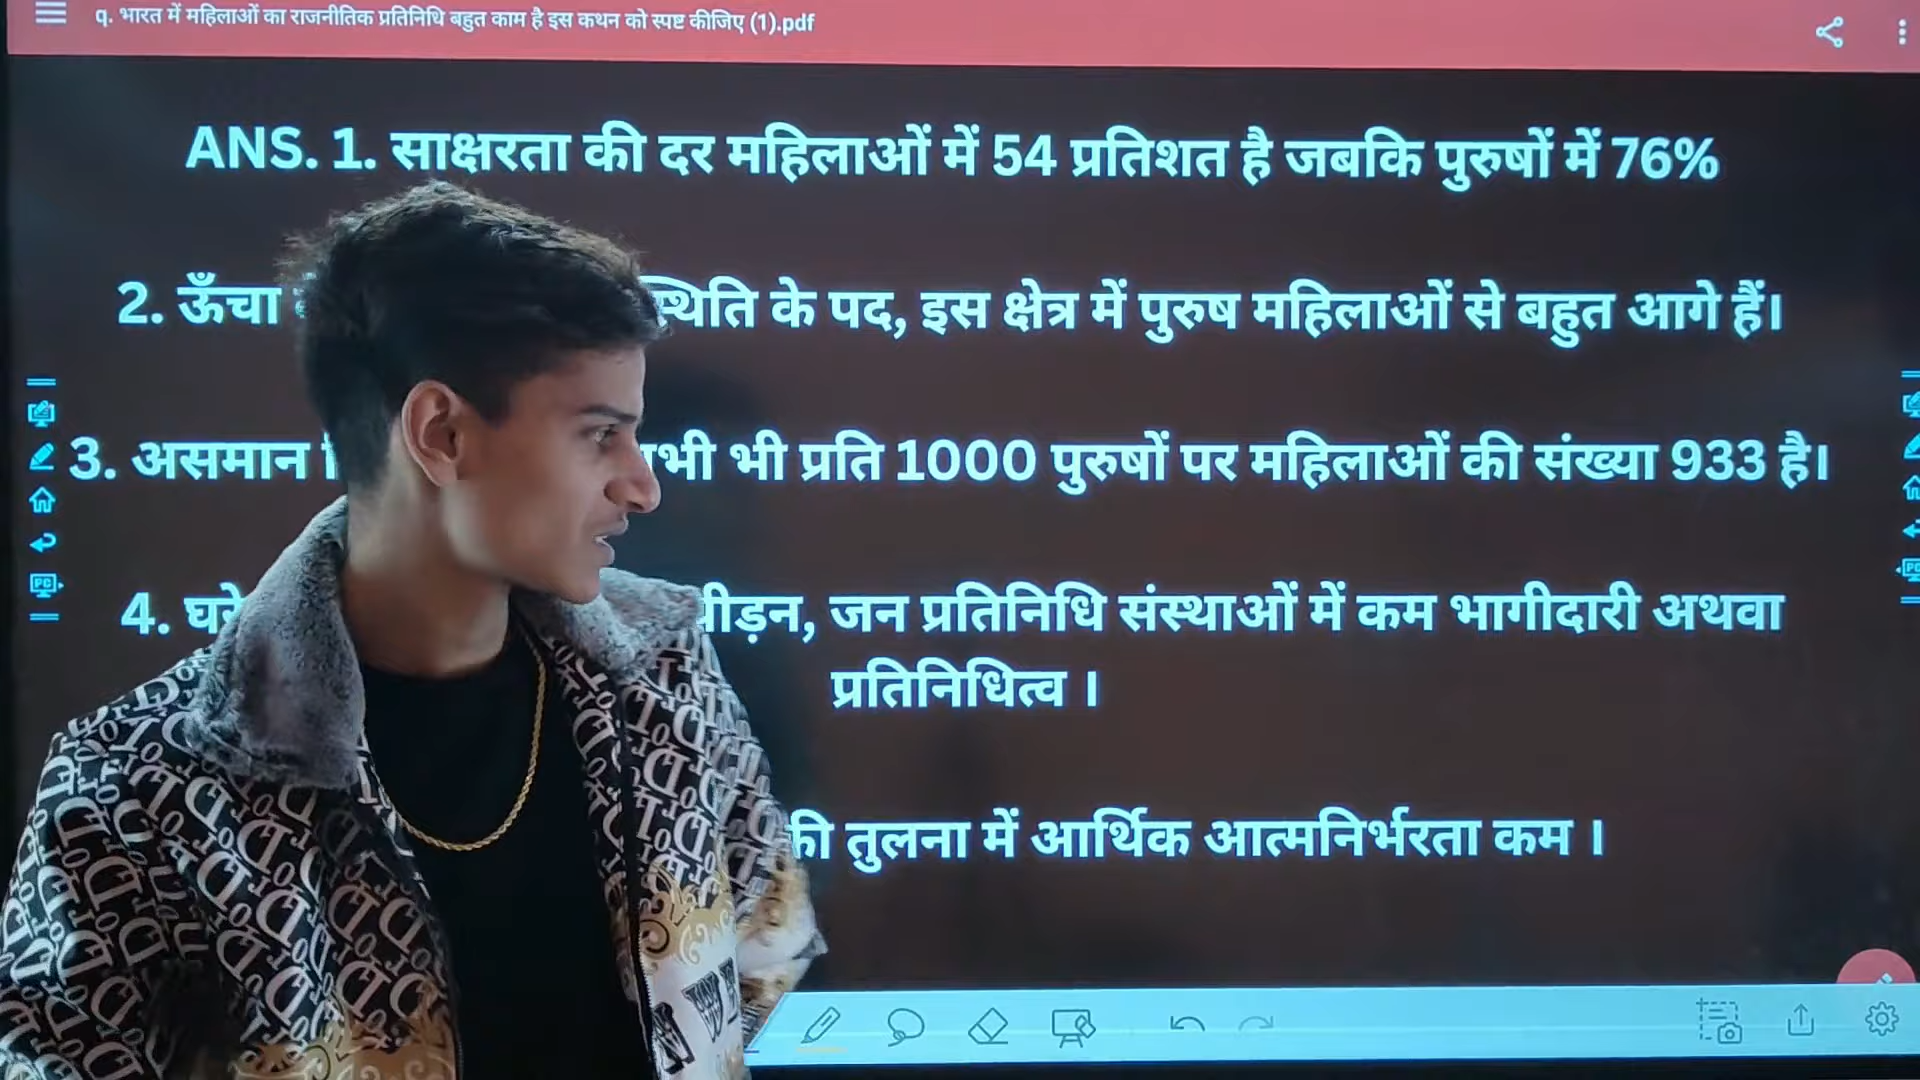 q. भारत में महिलाओं का राजनीतिक प्रतिनिधि बहुत काम है इस कथन को स्पष्ट कीजिए (1).pdf
ANS. 1. साक्षरता की दर महिलाओं में 54 प्रतिशत है जबकि पुरुषों में 76%
2. ऊँचा के पद, इस क्षेत्र में पुरुष महिलाओं से बहुत आगे हैं।
3. असमान भी प्रति 1000 पुरुषों पर महिलाओं की संख्या 933 है।
4. जन प्रतिनिधि संस्थाओं में कम भागीदारी अथवा
प्रतिनिधित्व ।
की तुलना में आर्थिक आत्मनिर्भरता कम ।
PC